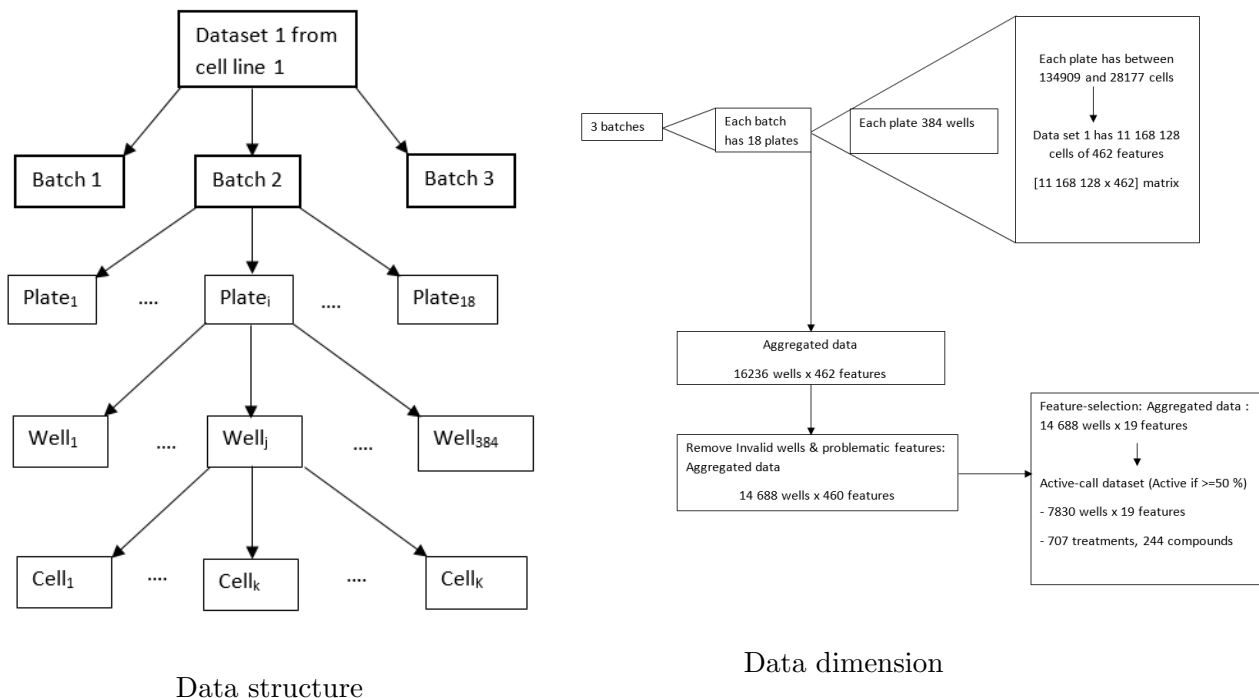 Dataset 1 from
cell line 1
Batch 1
Batch 2
Batch 3
Plate₁
....
Plateᵢ
....
Plate₁₈
Well₁
....
Wellⱼ
....
Well₃₈₄
Cell₁
....
Cellₖ
....
Cell_K
Data structure
3 batches
Each batch
has 18 plates
Each plate 384 wells
Each plate has between
134909 and 28177 cells
Data set 1 has 11 168 128
cells of 462 features
[11 168 128 x 462] matrix
Aggregated data
16236 wells x 462 features
Remove Invalid wells & problematic features:
Aggregated data
14 688 wells x 460 features
Feature-selection: Aggregated data :
14 688 wells x 19 features
Active-call dataset (Active if >=50 %)
- 7830 wells x 19 features
- 707 treatments, 244 compounds
Data dimension